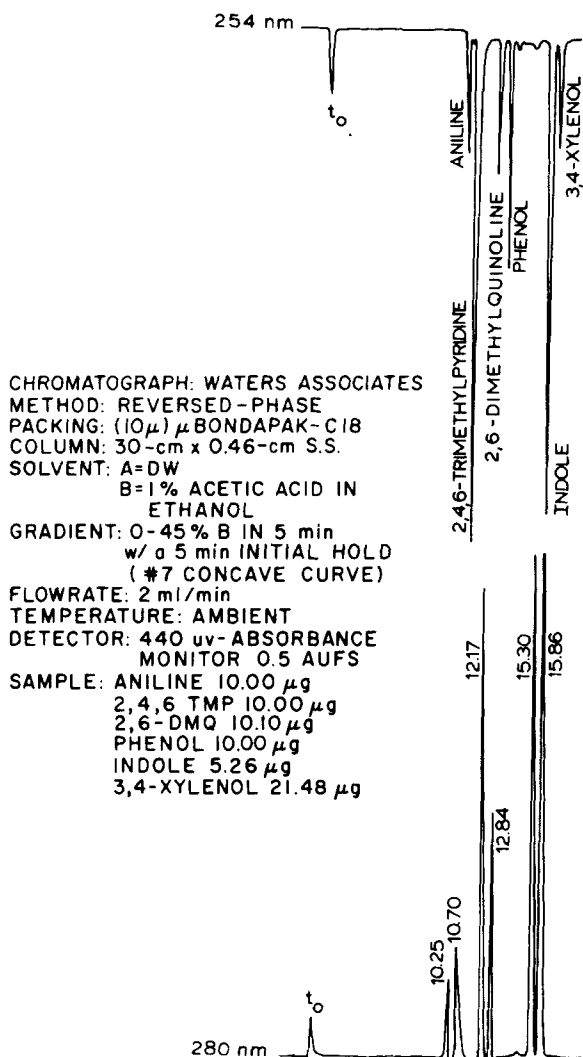 254 nm
t₀
ANILINE
2,4,6-TRIMETHYLPYRIDINE
2,6-DIMETHYLQUINOLINE
PHENOL
INDOLE
3,4-XYLENOL
CHROMATOGRAPH: WATERS ASSOCIATES
METHOD: REVERSED-PHASE
PACKING: (10μ) μBONDAPAK-C18
COLUMN: 30-cm x 0.46-cm S.S.
SOLVENT: A=DW
B=1% ACETIC ACID IN
ETHANOL
GRADIENT: 0-45% B IN 5 min
w/ a 5 min INITIAL HOLD
(#7 CONCAVE CURVE)
FLOWRATE: 2 ml/min
TEMPERATURE: AMBIENT
DETECTOR: 440 uv-ABSORBANCE
MONITOR 0.5 AUFS
SAMPLE: ANILINE 10.00 μg
2,4,6 TMP 10.00 μg
2,6-DMQ 10.10 μg
PHENOL 10.00 μg
INDOLE 5.26 μg
3,4-XYLENOL 21.48 μg
t₀
10.25
10.70
12.17
12.84
15.30
15.86
280 nm